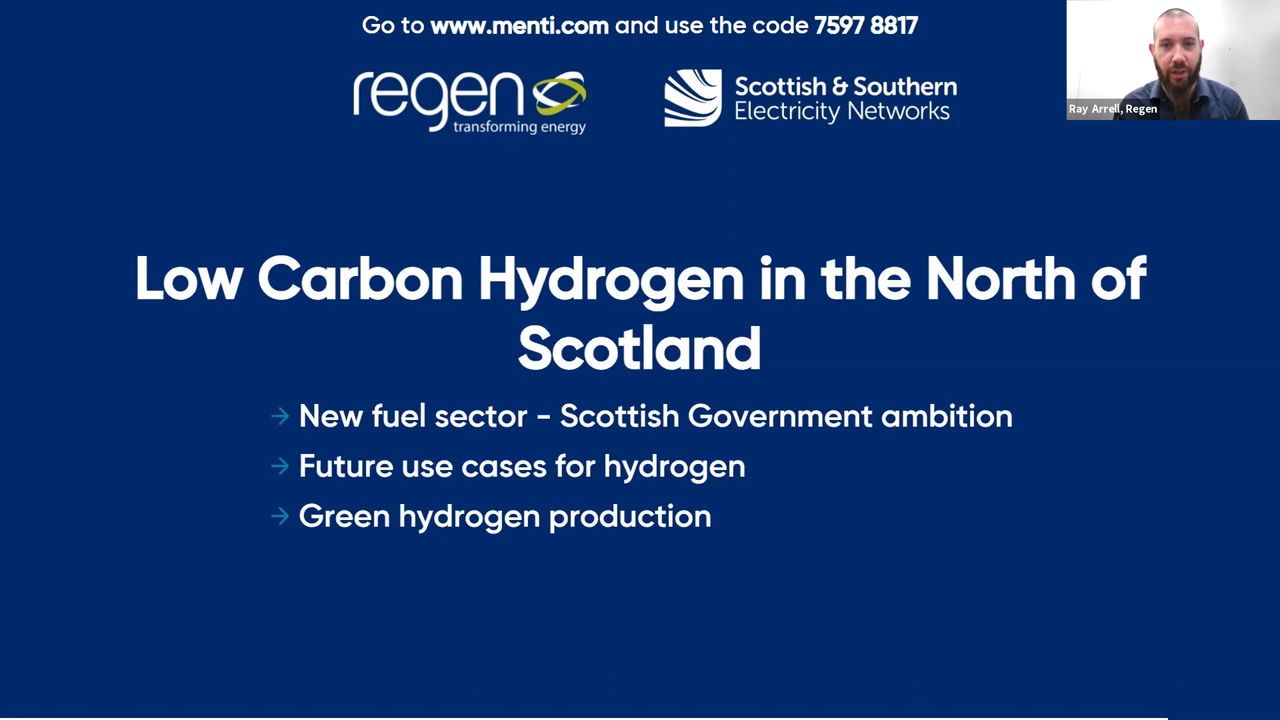 Go to www.menti.com and use the code 7597 8817
regen
transforming energy
Scottish & Southern
Electricity Networks
Ray Arrell, Regen
Low Carbon Hydrogen in the North of
Scotland
→ New fuel sector - Scottish Government ambition
→ Future use cases for hydrogen
→ Green hydrogen production